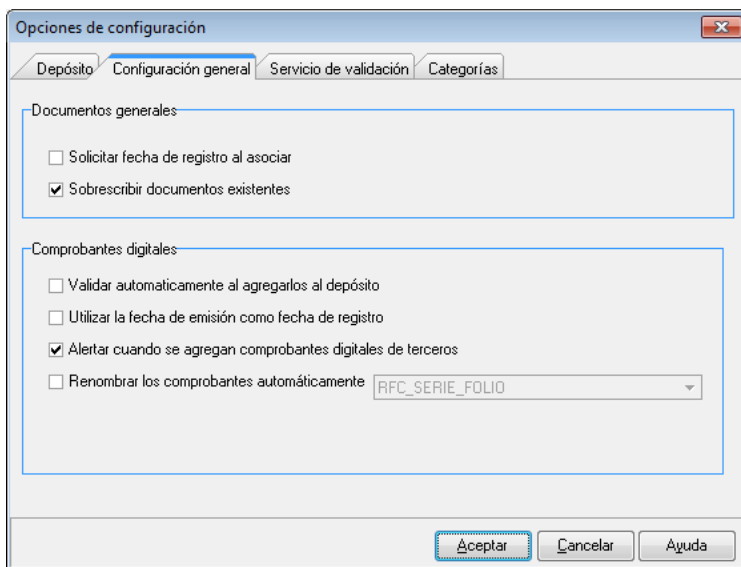 Opciones de configuración
Depósito Configuración general Servicio de validación Categorías
Documentos generales
Solicitar fecha de registro al asociar
Sobrescribir documentos existentes
Comprobantes digitales
Validar automaticamente al agregarlos al depósito
Utilizar la fecha de emisión como fecha de registro
Alertar cuando se agregan comprobantes digitales de terceros
Renombrar los comprobantes automáticamente RFC_SERIE_FOLIO
Aceptar Cancelar Ayuda